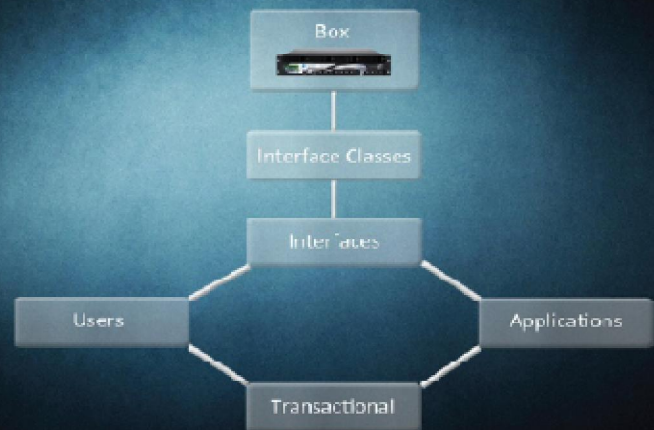 Box
Interface Classes
Interfaces
Users
Applications
Transactional